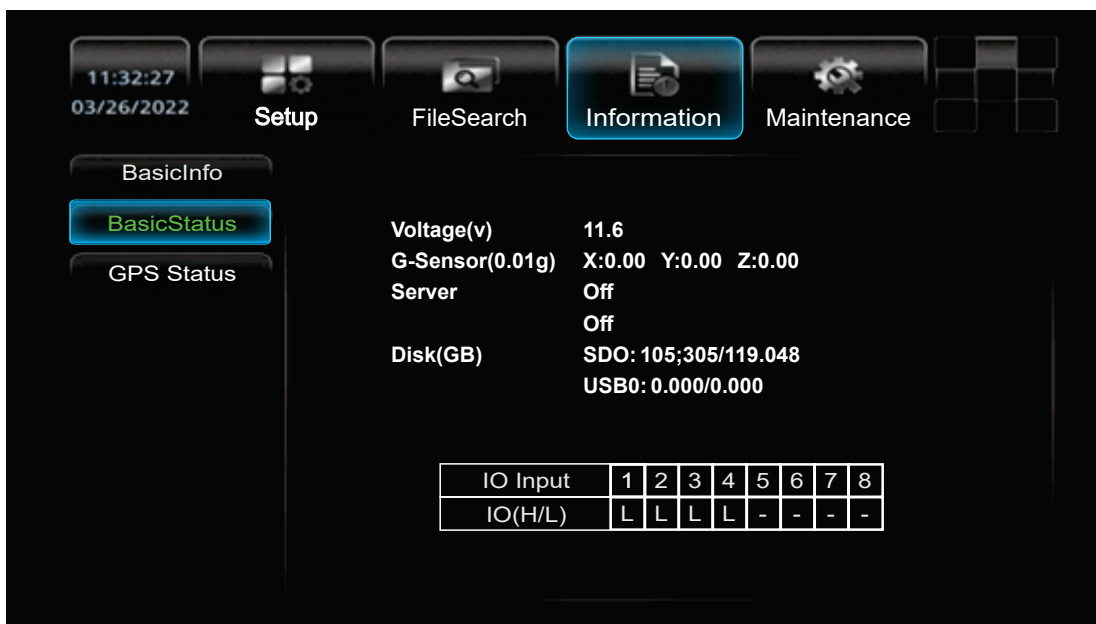 11:32:27
03/26/2022
Setup
FileSearch
Information
Maintenance
BasicInfo
BasicStatus
GPS Status
Voltage(v) 11.6
G-Sensor(0.01g) X:0.00 Y:0.00 Z:0.00
Server Off
Off
Disk(GB) SDO: 105;305/119.048
USB0: 0.000/0.000
IO Input 1 2 3 4 5 6 7 8
IO(H/L) L L L L - - - -